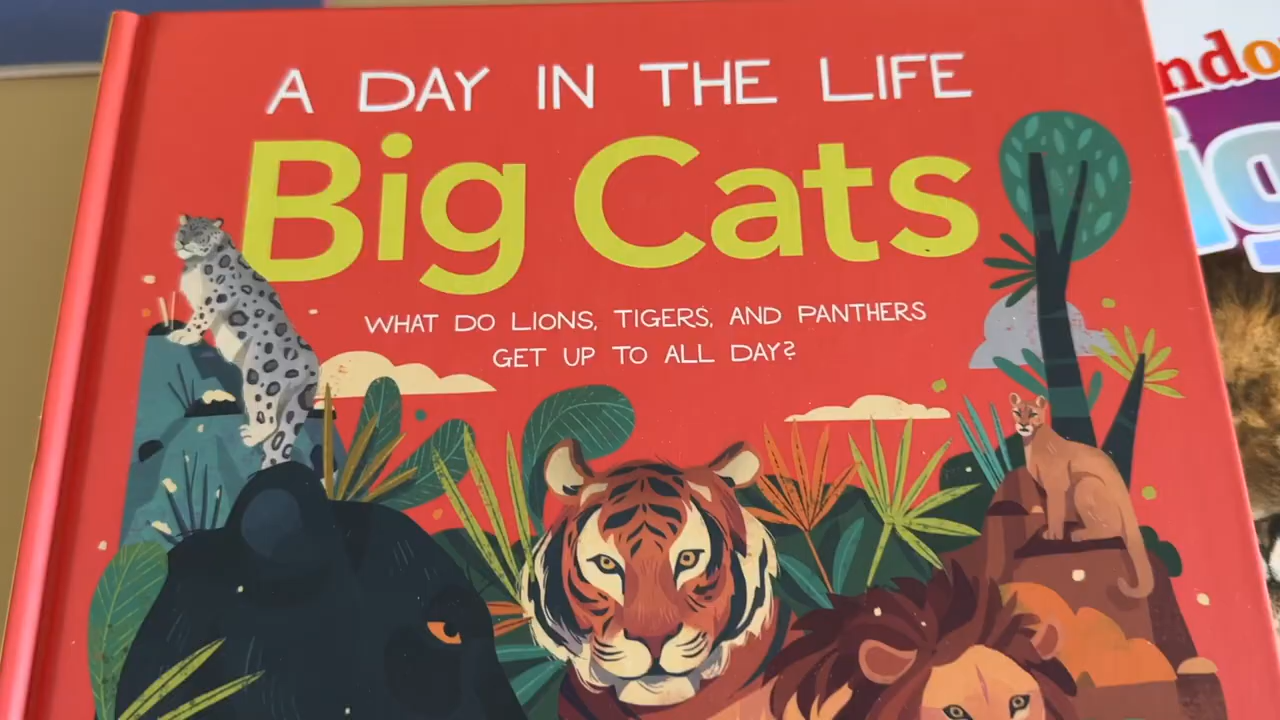 A DAY IN THE LIFE
Big Cats
WHAT DO LIONS, TIGERS, AND PANTHERS
GET UP TO ALL DAY?